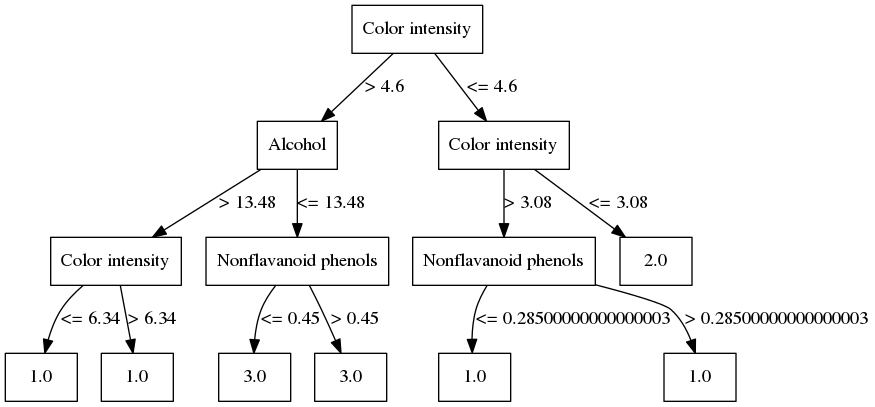 Color intensity
> 4.6 <= 4.6
Alcohol Color intensity
> 13.48 <= 13.48 > 3.08 <= 3.08
Color intensity Nonflavanoid phenols Nonflavanoid phenols 2.0
<= 6.34 > 6.34 <= 0.45 > 0.45 <= 0.28500000000000003 > 0.28500000000000003
1.0 1.0 3.0 3.0 1.0 1.0